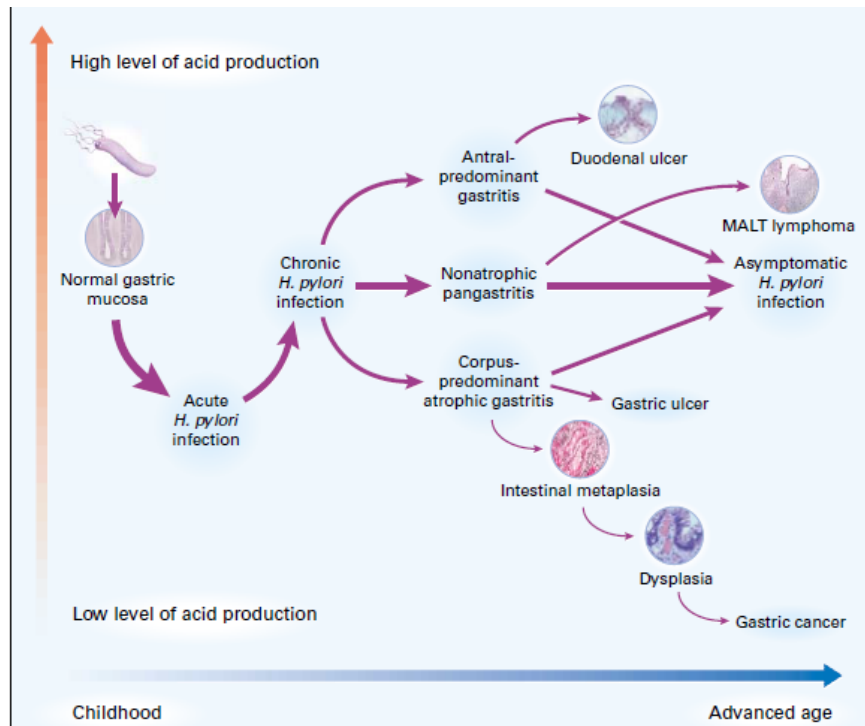 High level of acid production
Duodenal ulcer
Antral-
predominant
gastritis
MALT lymphoma
Normal gastric
mucosa
Chronic
H. pylori
infection
Nonatrophic
pangastritis
Asymptomatic
H. pylori
infection
Acute
H. pylori
infection
Corpus-
predominant
atrophic gastritis
Gastric ulcer
Intestinal metaplasia
Dysplasia
Low level of acid production
Gastric cancer
Childhood
Advanced age